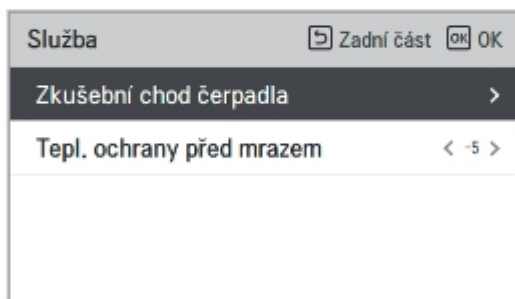 Služba Zadní část OK OK
Zkušební chod čerpadla >
Tepl. ochrany před mrazem < -5 >